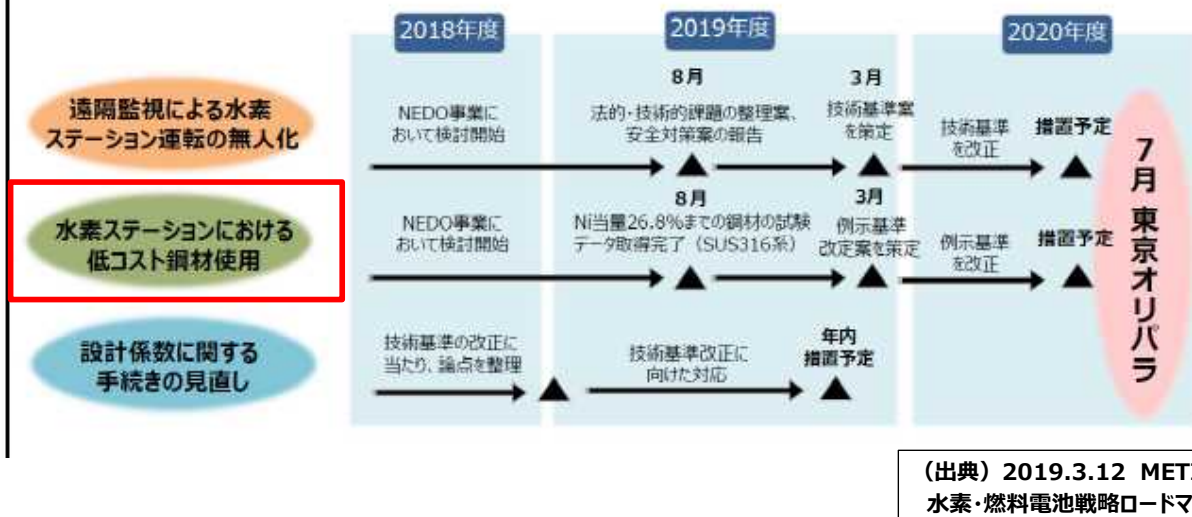 2018年度
2019年度
2020年度
遠隔監視による水素
ステーション運転の無人化
NEDO事業に
おいて検討開始
8月
法的・技術的課題の整理案、
安全対策案の報告
3月
技術基準案
を策定
技術基準
を改正
措置予定
水素ステーションにおける
低コスト鋼材使用
NEDO事業に
おいて検討開始
8月
Ni当量26.8%までの鋼材の試験
データ取得完了（SUS316系）
3月
例示基準
改定案を策定
例示基準
を改正
措置予定
設計係数に関する
手続きの見直し
技術基準の改正に
当たり、論点を整理
技術基準改正に
向けた対応
年内
措置予定
7月 東京オリパラ
（出典）2019.3.12 METI
水素・燃料電池戦略ロードマ